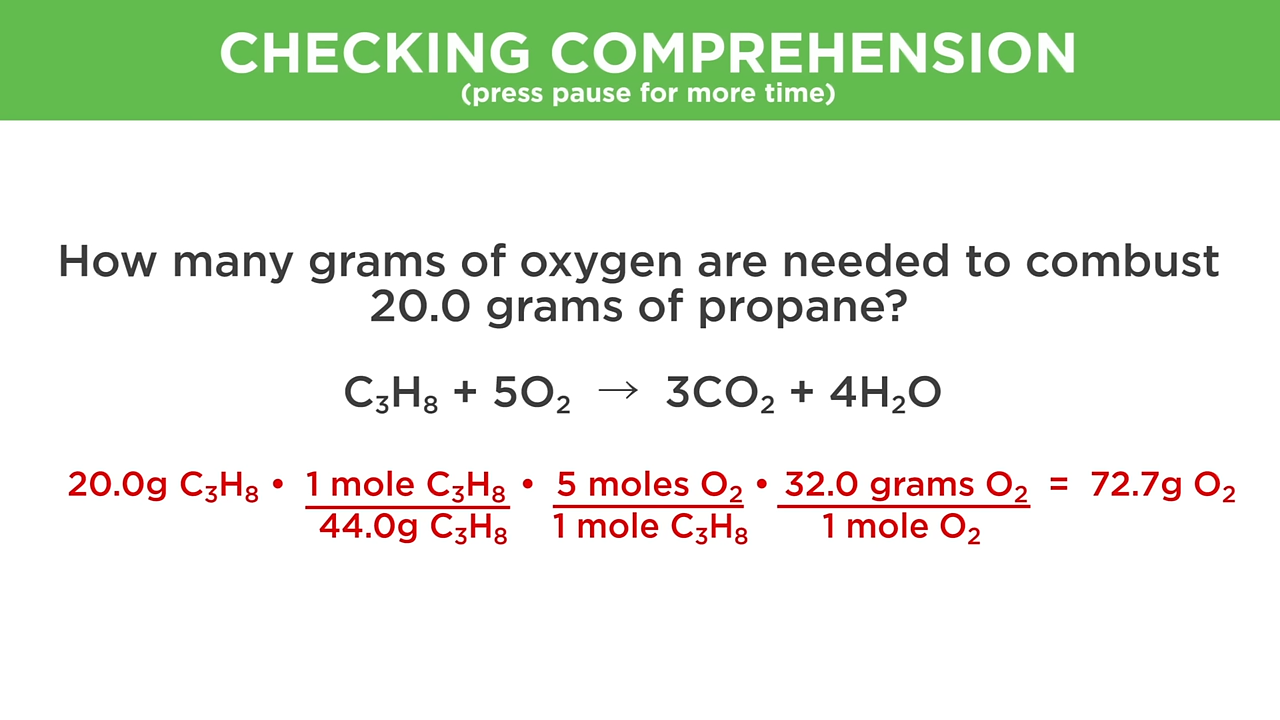 CHECKING COMPREHENSION
(press pause for more time)
How many grams of oxygen are needed to combust
20.0 grams of propane?
C₃H₈ + 5O₂ → 3CO₂ + 4H₂O
20.0g C₃H₈ • 1 mole C₃H₈ • 5 moles O₂ • 32.0 grams O₂ = 72.7g O₂
44.0g C₃H₈ 1 mole C₃H₈ 1 mole O₂